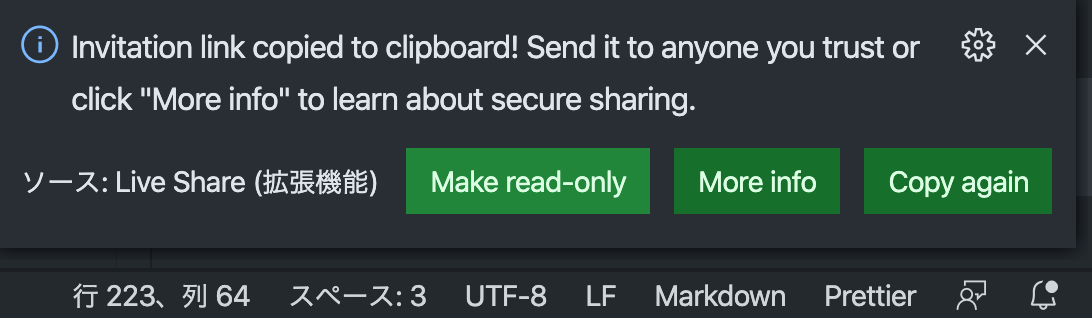 Invitation link copied to clipboard! Send it to anyone you trust or
click "More info" to learn about secure sharing.
ソース: Live Share (拡張機能) Make read-only More info Copy again
行 223、列 64 スペース: 3 UTF-8 LF Markdown Prettier